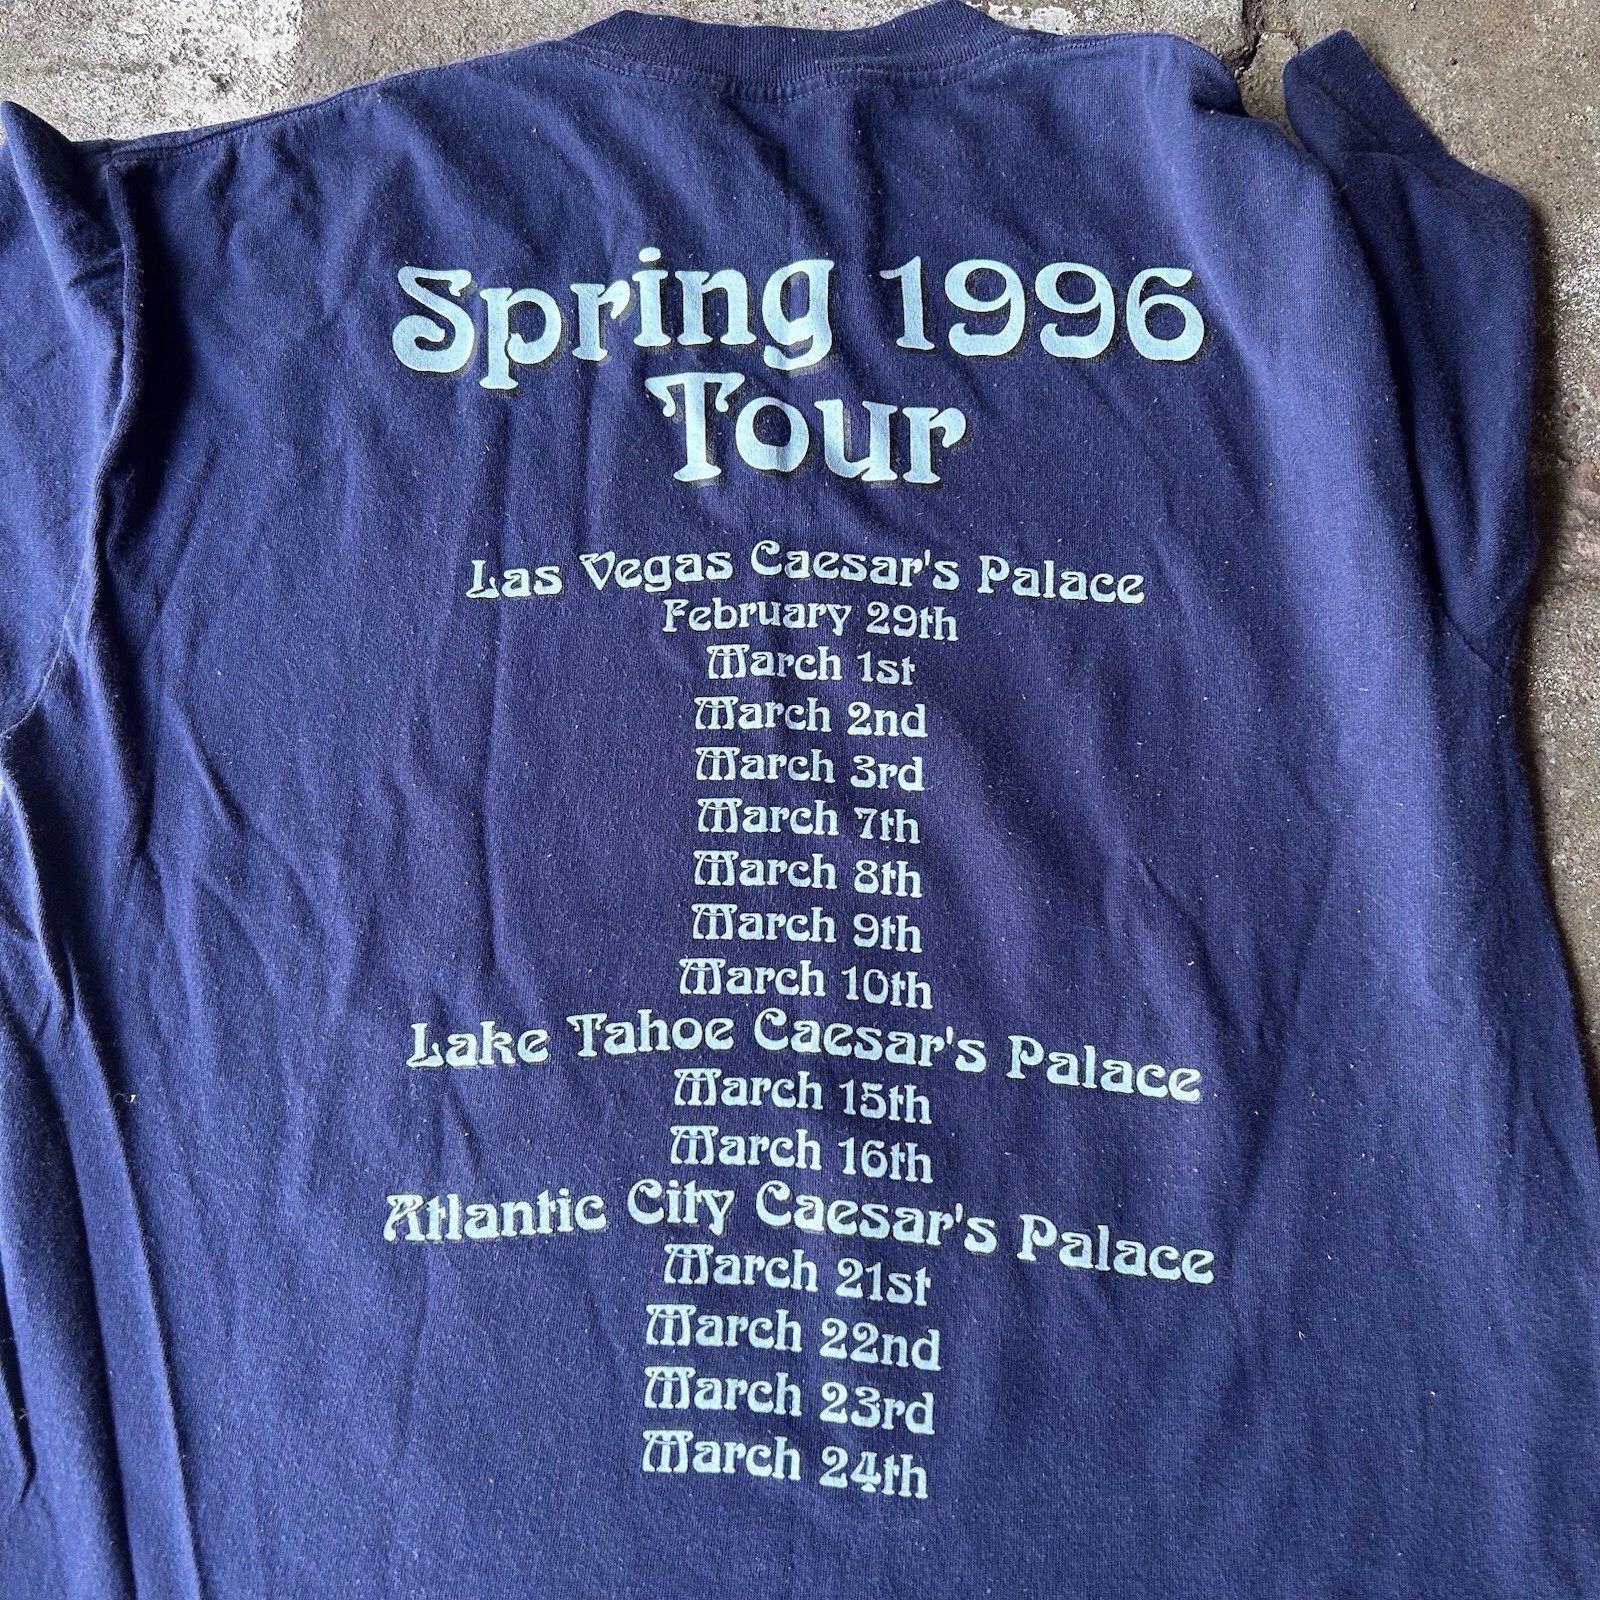 Spring 1996
Tour
Las Vegas Caesar's Palace
February 29th
March 1st
March 2nd
March 3rd
March 7th
March 8th
March 9th
March 10th
Lake Tahoe Caesar's Palace
March 15th
March 16th
Atlantic City Caesar's Palace
March 21st
March 22nd
March 23rd
March 24th